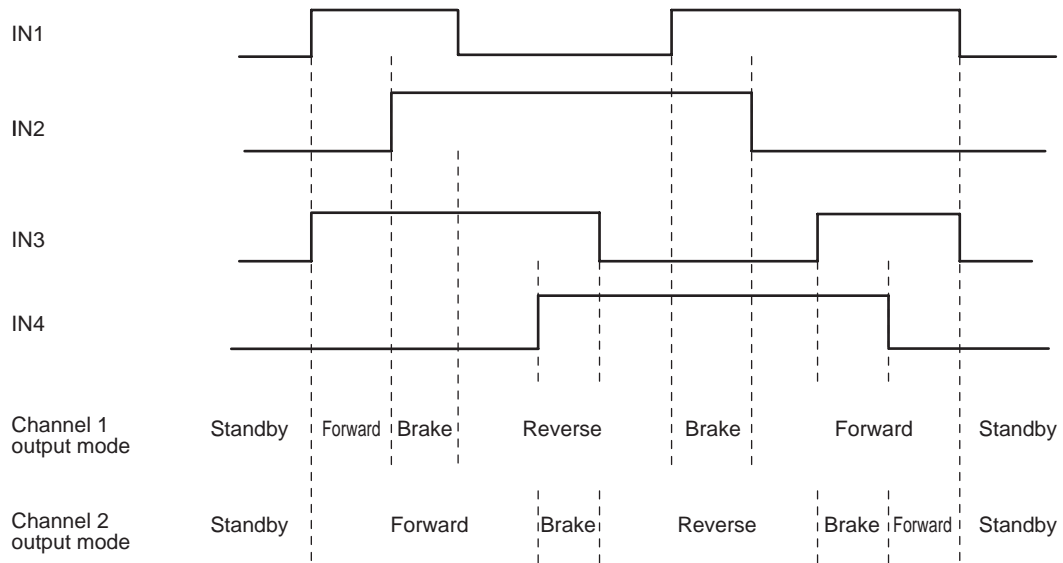 IN1
IN2
IN3
IN4
Channel 1
output mode
Standby Forward Brake Reverse Brake Forward Standby
Channel 2
output mode
Standby Forward Brake Reverse Brake Forward Standby